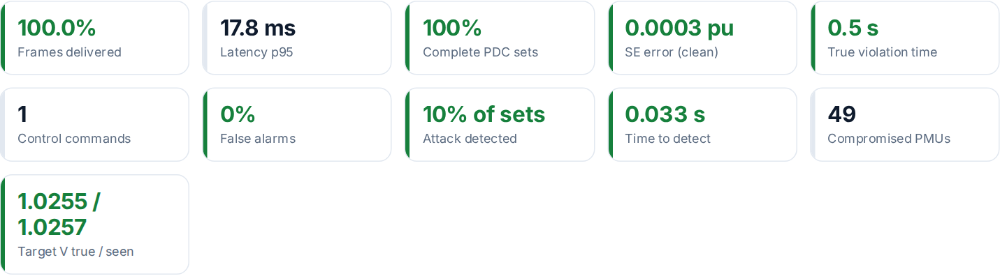 100.0%
Frames delivered
17.8 ms
Latency p95
100%
Complete PDC sets
0.0003 pu
SE error (clean)
0.5 s
True violation time
1
Control commands
0%
False alarms
10% of sets
Attack detected
0.033 s
Time to detect
49
Compromised PMUs
1.0255 /
1.0257
Target V true / seen